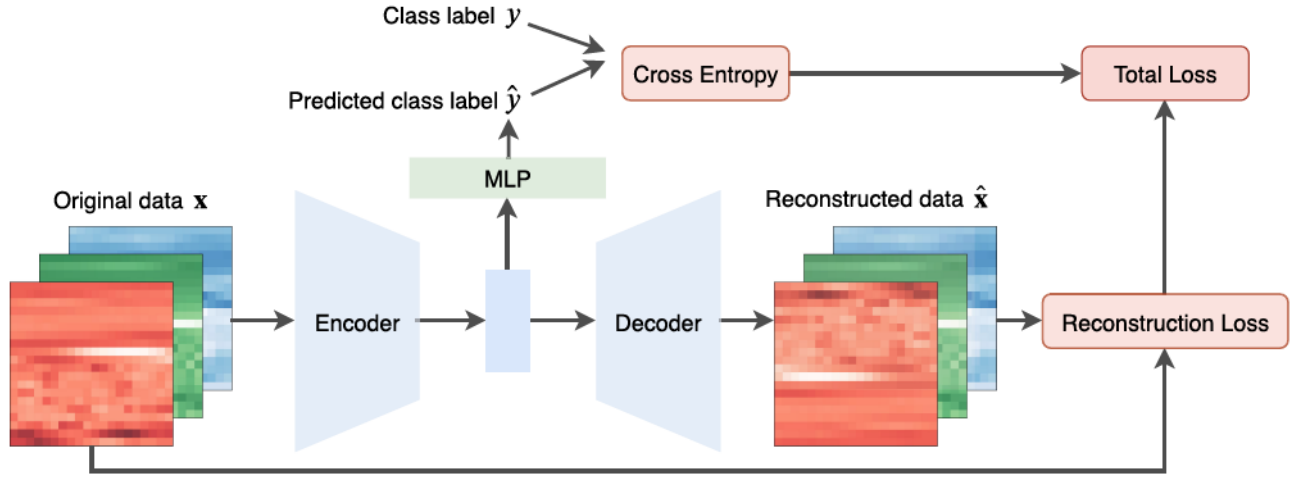 Class label y
Cross Entropy
Total Loss
Predicted class label ŷ
MLP
Original data x
Reconstructed data x̂
Encoder
Decoder
Reconstruction Loss